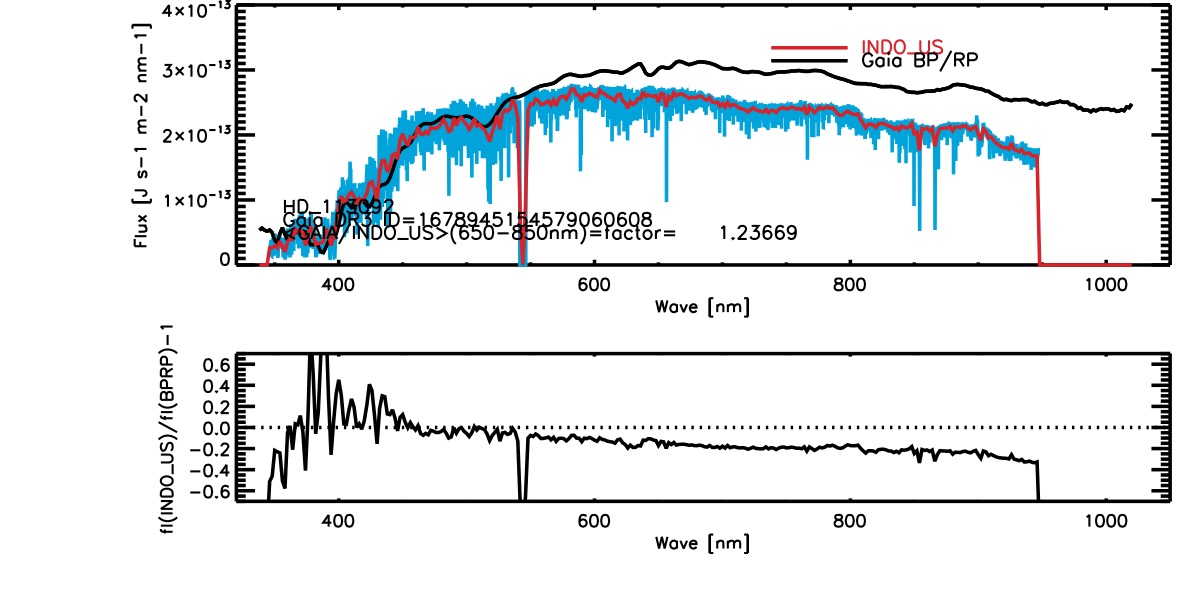 4×10−13
3×10−13
2×10−13
1×10−13
0
Flux [J s−1 m−2 nm−1]
INDO_US
Gaia BP/RP
HD_113092
Gaia DR3 ID=1678945154579060608
<GAIA/INDO_US>(650−850nm)=factor= 1.23669
400 600 800 1000
Wave [nm]
fl(INDO_US)/fl(BPRP)−1
0.6
0.4
0.2
0.0
−0.2
−0.4
−0.6
400 600 800 1000
Wave [nm]